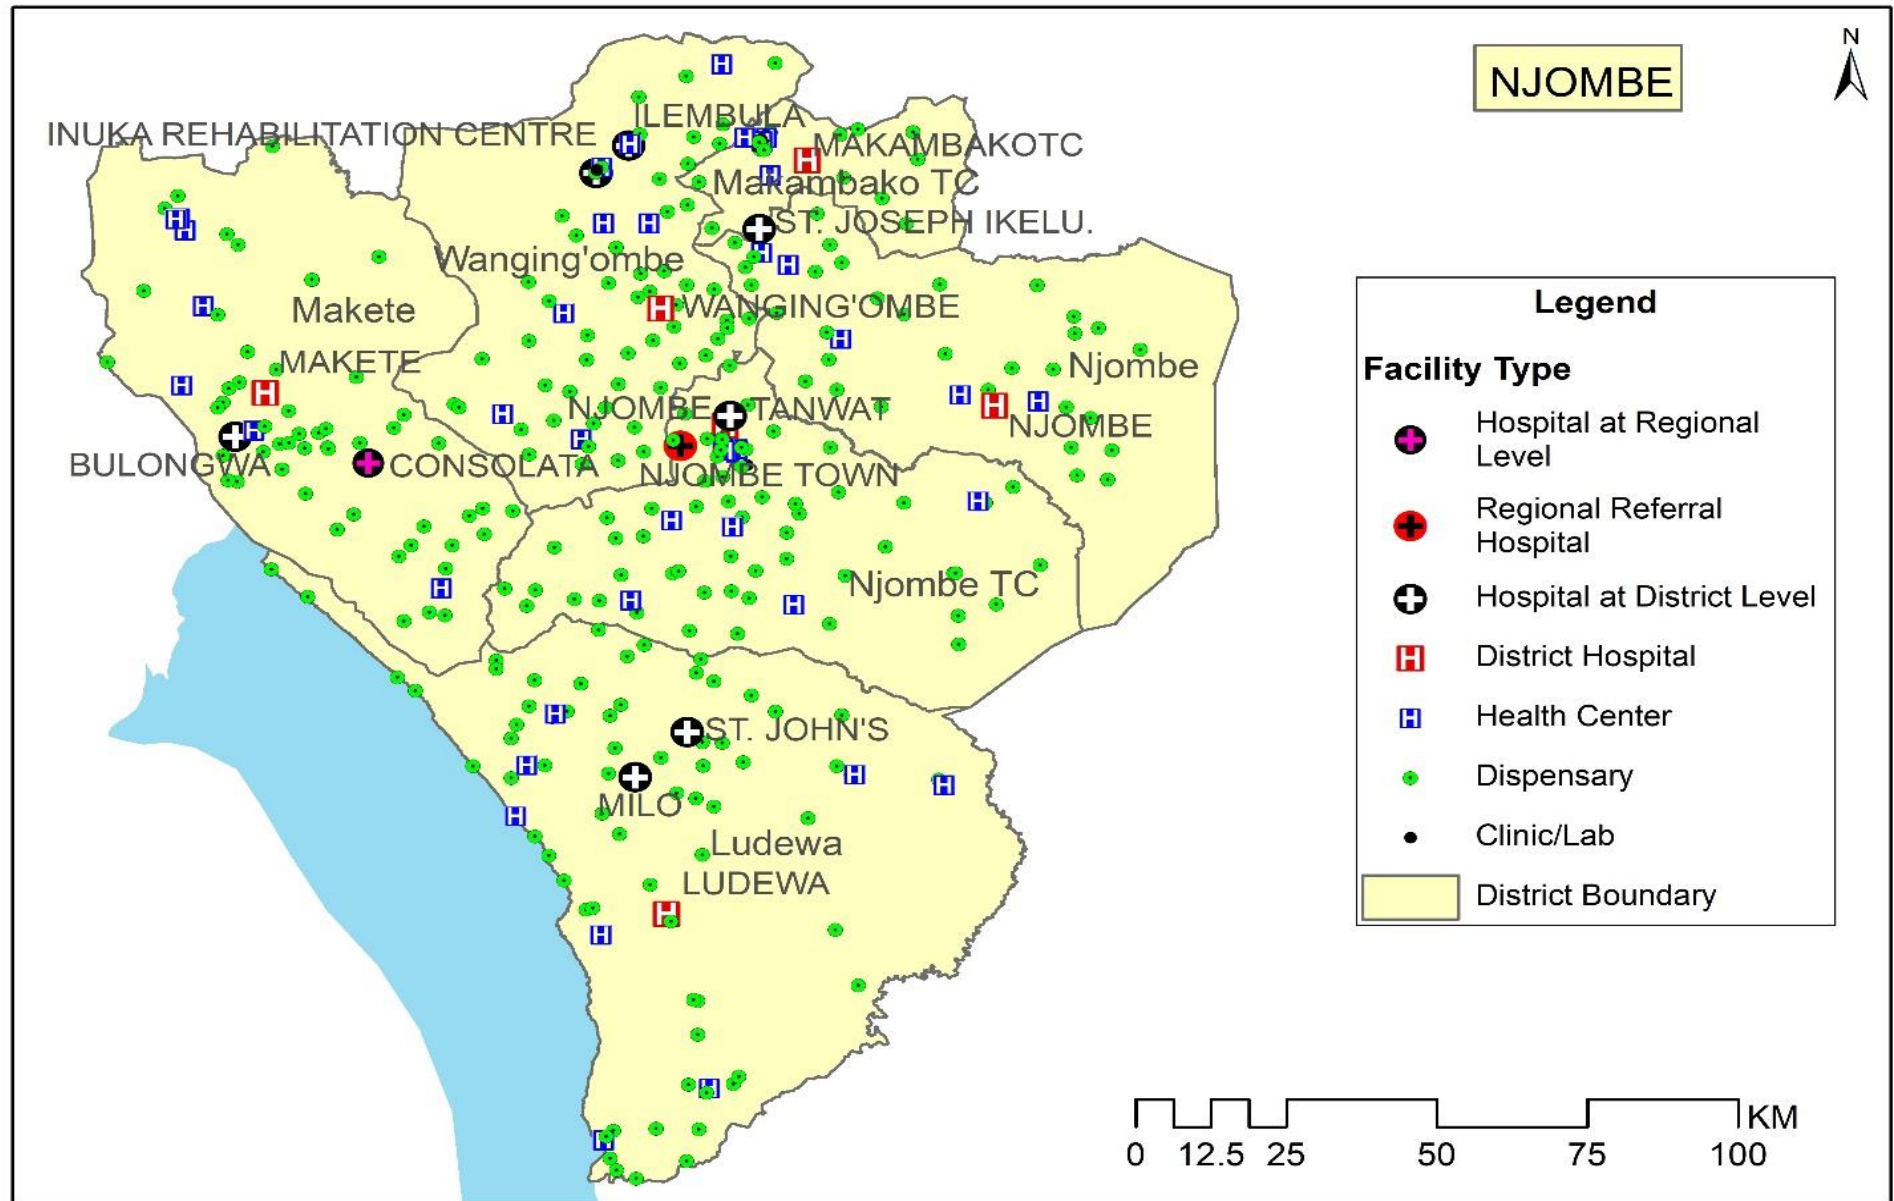 NJOMBE
N
ILEMBULA
INUKA REHABILITATION CENTRE
MAKAMBAKOTC
Makambako TC
ST. JOSEPH IKELU.
Wanging'ombe
Makete
WANGING'OMBE
MAKETE
Njombe
NJOMBE
TANWAT
NJOMBE
BULONGWA
CONSOLATA
NJOMBE TOWN
Njombe TC
ST. JOHN'S
MILO
Ludewa
LUDEWA
Legend
Facility Type
Hospital at Regional
Level
Regional Referral
Hospital
Hospital at District Level
H District Hospital
H Health Center
Dispensary
Clinic/Lab
District Boundary
KM
0 12.5 25 50 75 100